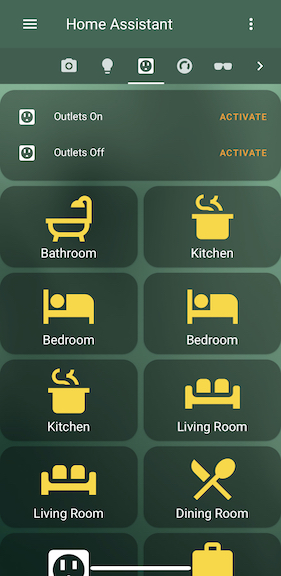 Home Assistant
Outlets On
ACTIVATE
Outlets Off
ACTIVATE
Bathroom
Kitchen
Bedroom
Bedroom
Kitchen
Living Room
Living Room
Dining Room